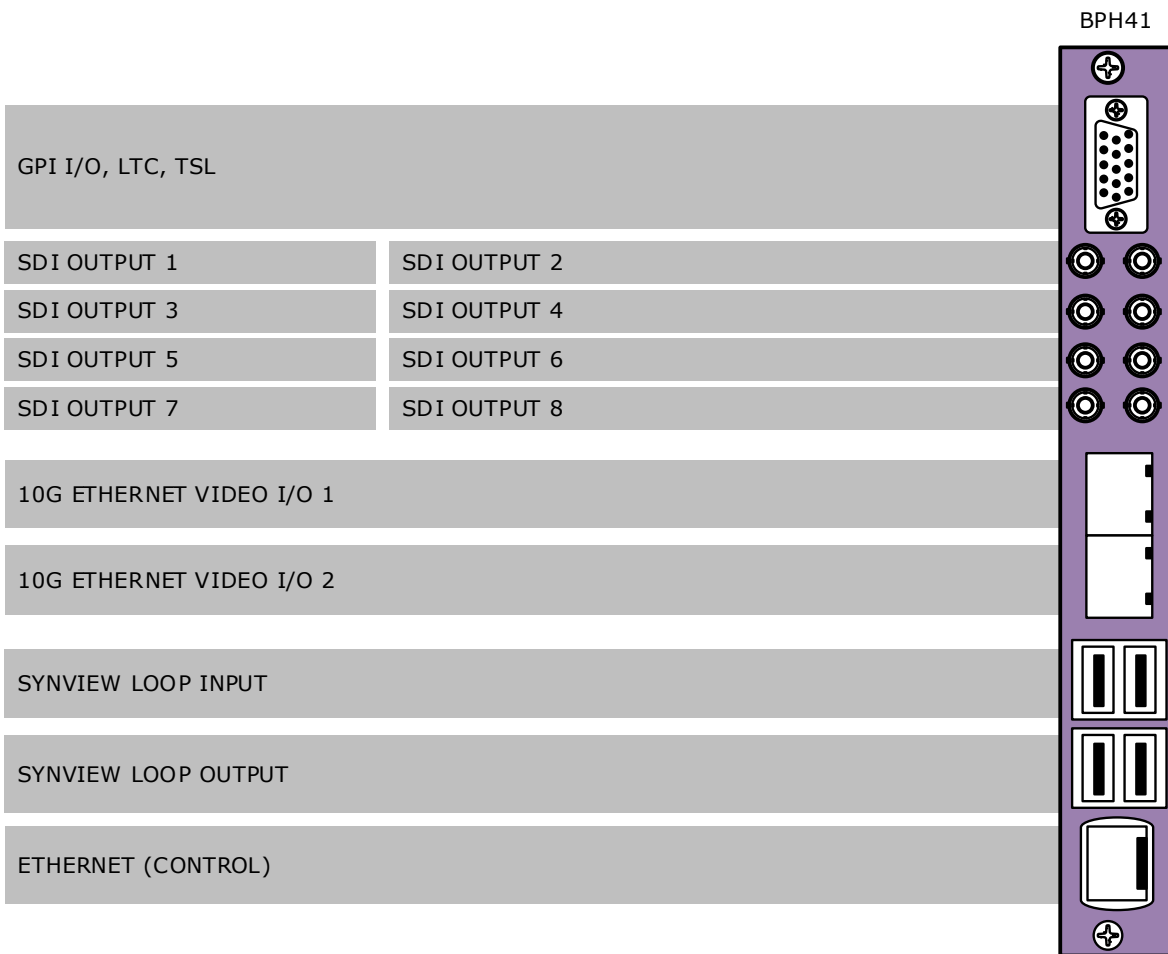 BPH41
GPI I/O, LTC, TSL
SDI OUTPUT 1 SDI OUTPUT 2
SDI OUTPUT 3 SDI OUTPUT 4
SDI OUTPUT 5 SDI OUTPUT 6
SDI OUTPUT 7 SDI OUTPUT 8
10G ETHERNET VIDEO I/O 1
10G ETHERNET VIDEO I/O 2
SYNVIEW LOOP INPUT
SYNVIEW LOOP OUTPUT
ETHERNET (CONTROL)